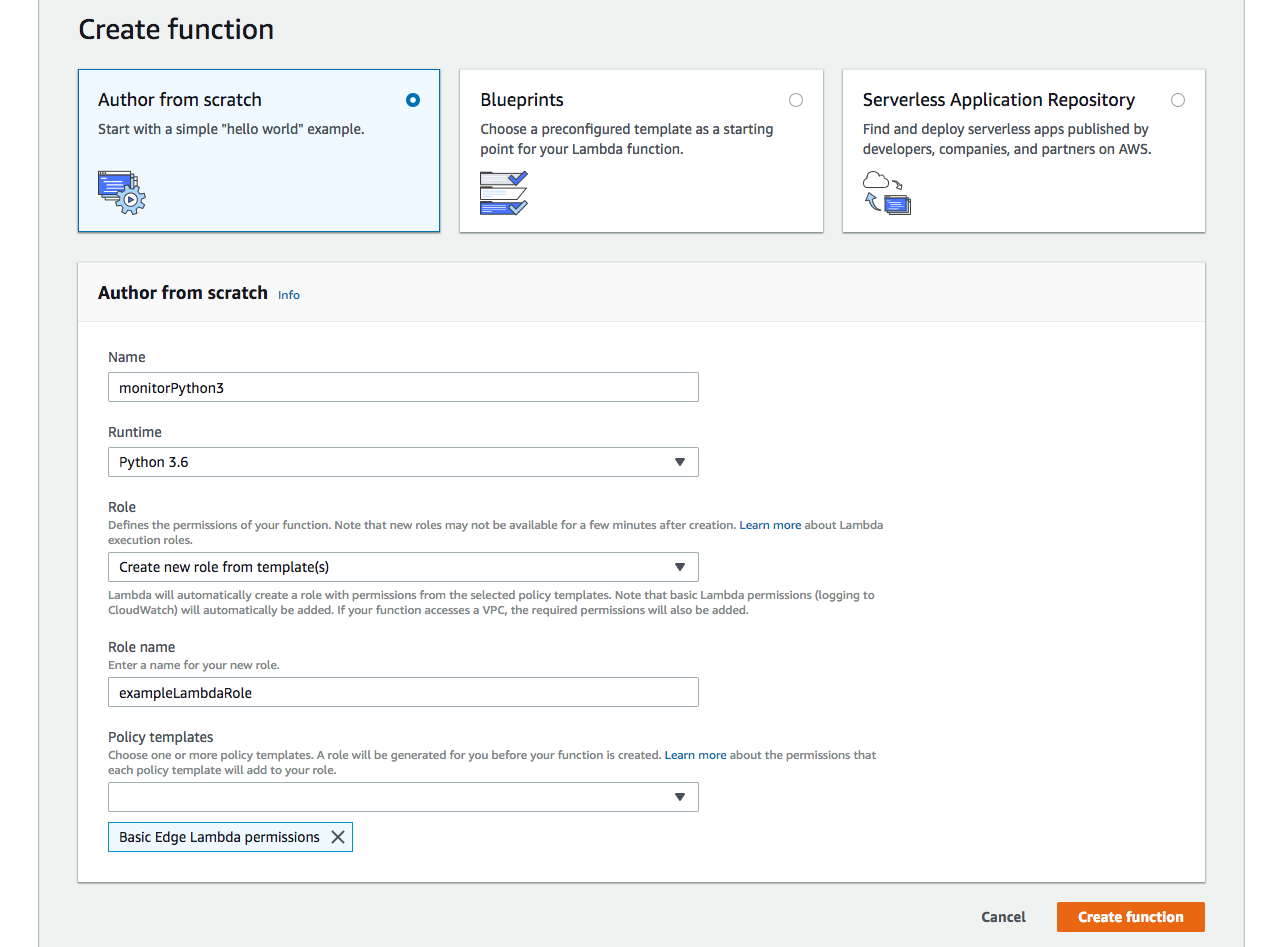 Create function
Author from scratch
Start with a simple "hello world" example.
Blueprints
Choose a preconfigured template as a starting
point for your Lambda function.
Serverless Application Repository
Find and deploy serverless apps published by
developers, companies, and partners on AWS.
Author from scratch Info
Name
monitorPython3
Runtime
Python 3.6
Role
Defines the permissions of your function. Note that new roles may not be available for a few minutes after creation. Learn more about Lambda
execution roles.
Create new role from template(s)
Lambda will automatically create a role with permissions from the selected policy templates. Note that basic Lambda permissions (logging to
CloudWatch) will automatically be added. If your function accesses a VPC, the required permissions will also be added.
Role name
Enter a name for your new role.
exampleLambdaRole
Policy templates
Choose one or more policy templates. A role will be generated for you before your function is created. Learn more about the permissions that
each policy template will add to your role.
Basic Edge Lambda permissions
Cancel Create function